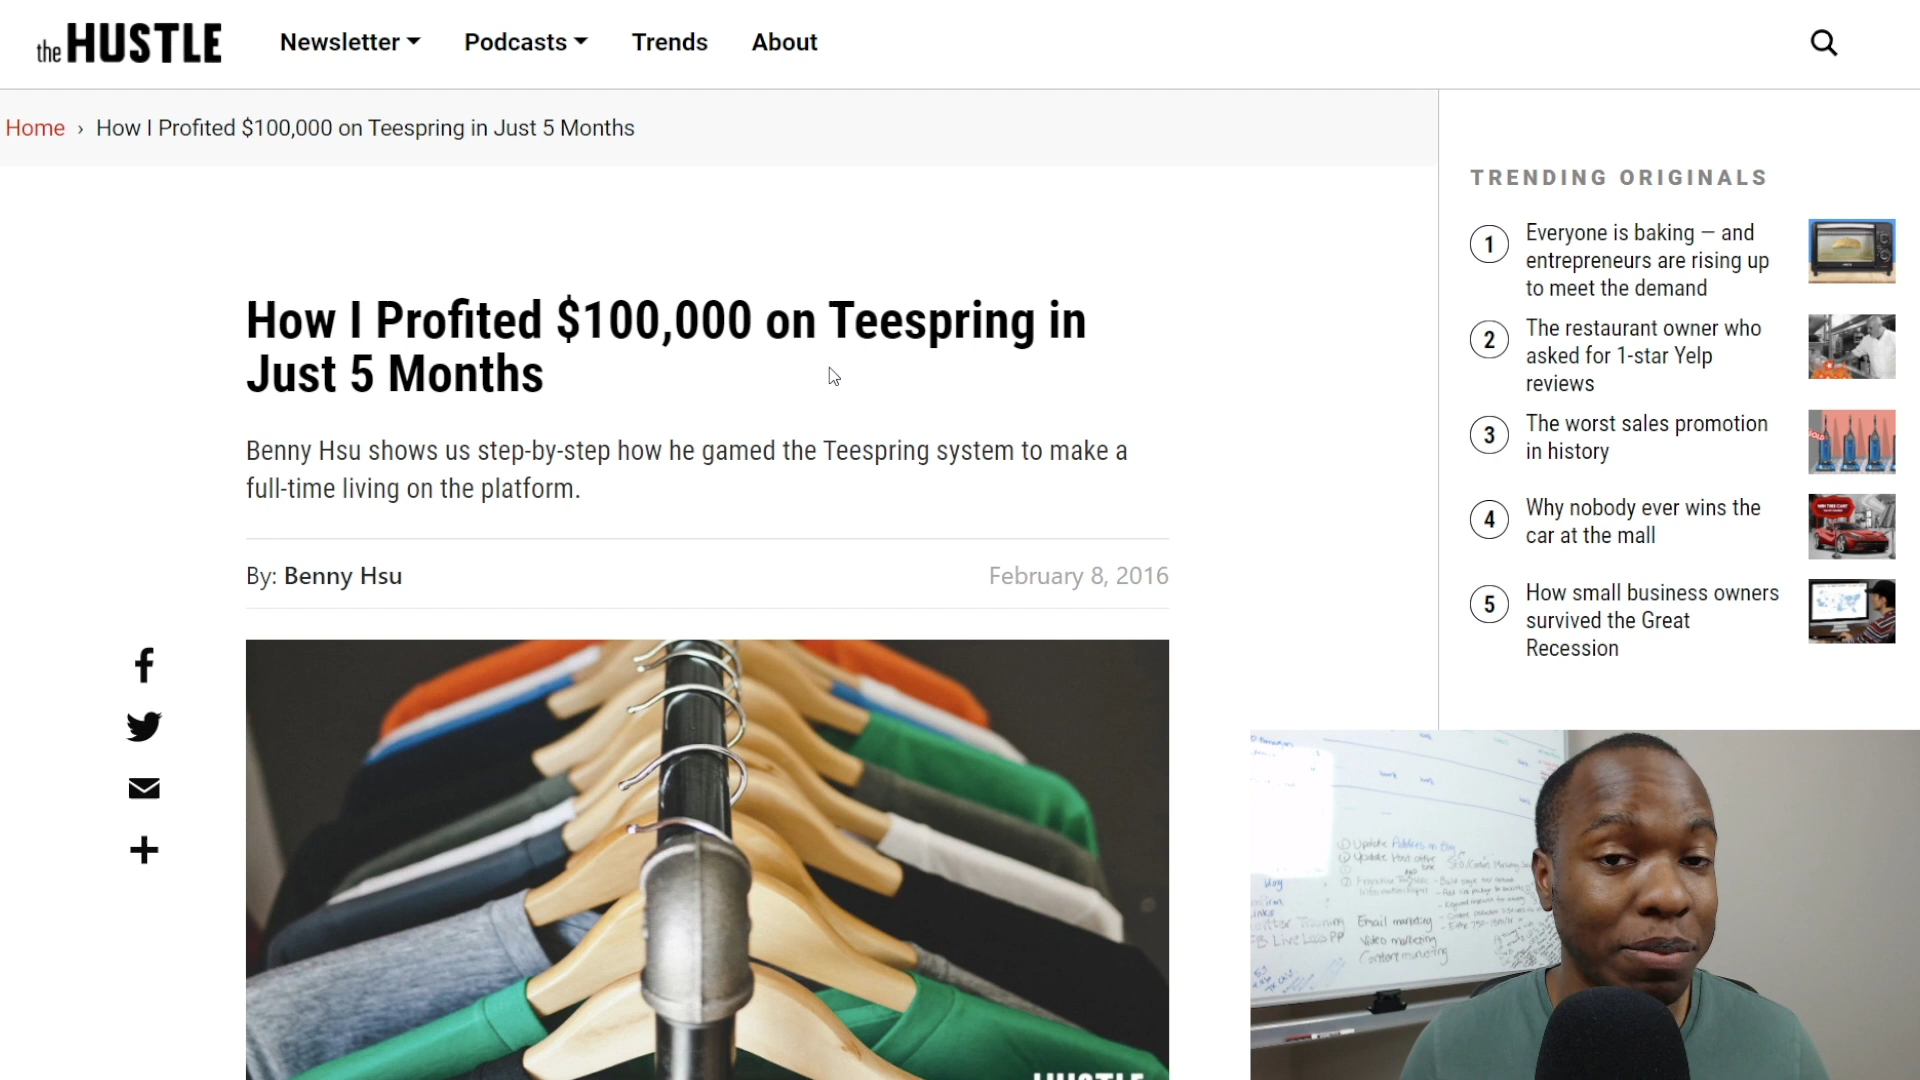 the HUSTLE
Newsletter
Podcasts
Trends
About
Home › How I Profited $100,000 on Teespring in Just 5 Months
How I Profited $100,000 on Teespring in
Just 5 Months
Benny Hsu shows us step-by-step how he gamed the Teespring system to make a
full-time living on the platform.
By: Benny Hsu
February 8, 2016
TRENDING ORIGINALS
1
Everyone is baking — and
entrepreneurs are rising up
to meet the demand
2
The restaurant owner who
asked for 1-star Yelp
reviews
3
The worst sales promotion
in history
4
Why nobody ever wins the
car at the mall
5
How small business owners
survived the Great
Recession
HUSTLE
Email marketing
Video marketing
Content marketing